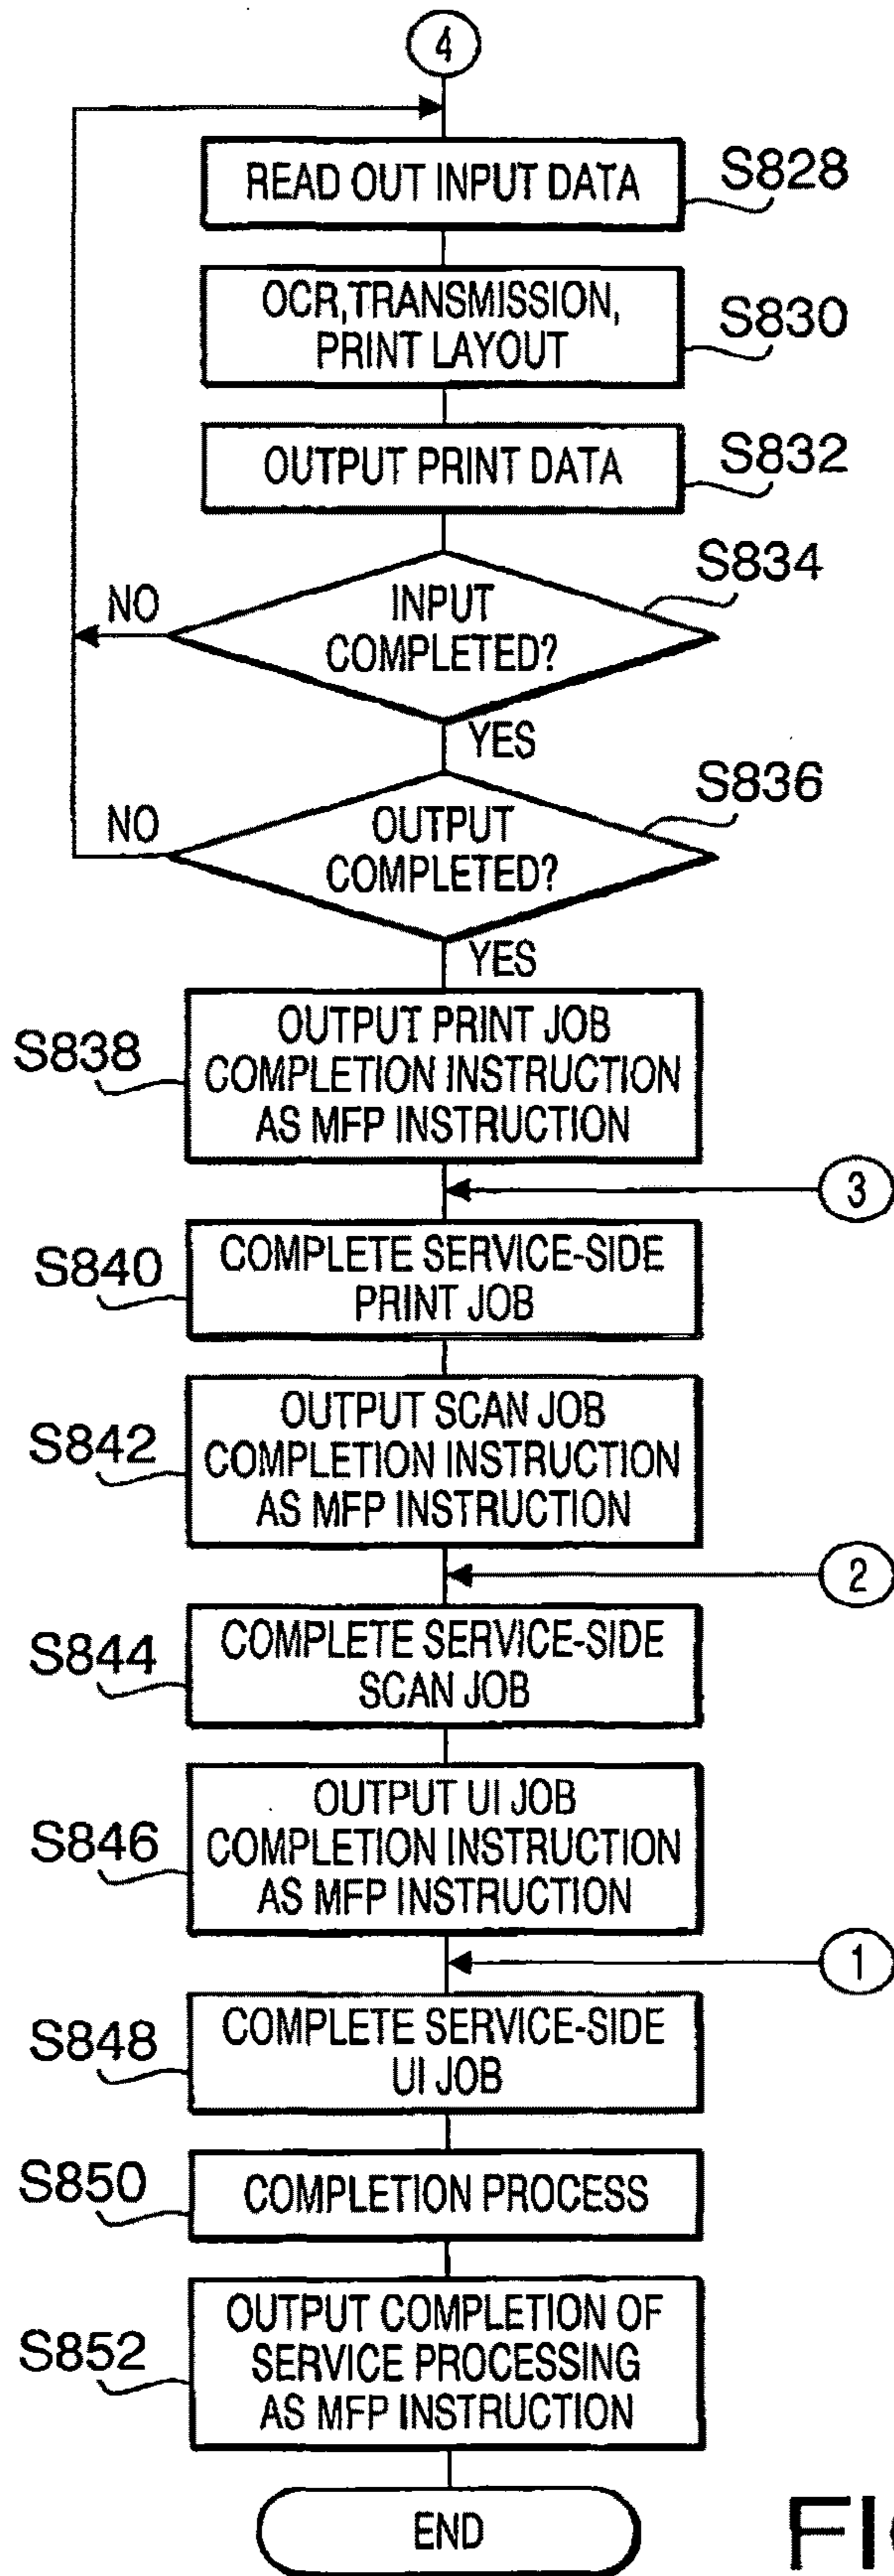 4
READ OUT INPUT DATA
S828
OCR,TRANSMISSION,
PRINT LAYOUT
S830
OUTPUT PRINT DATA
S832
INPUT
COMPLETED?
S834
NO
YES
OUTPUT
COMPLETED?
S836
NO
YES
S838
OUTPUT PRINT JOB
COMPLETION INSTRUCTION
AS MFP INSTRUCTION
3
S840
COMPLETE SERVICE-SIDE
PRINT JOB
S842
OUTPUT SCAN JOB
COMPLETION INSTRUCTION
AS MFP INSTRUCTION
2
S844
COMPLETE SERVICE-SIDE
SCAN JOB
S846
OUTPUT UI JOB
COMPLETION INSTRUCTION
AS MFP INSTRUCTION
1
S848
COMPLETE SERVICE-SIDE
UI JOB
S850
COMPLETION PROCESS
S852
OUTPUT COMPLETION OF
SERVICE PROCESSING
AS MFP INSTRUCTION
END